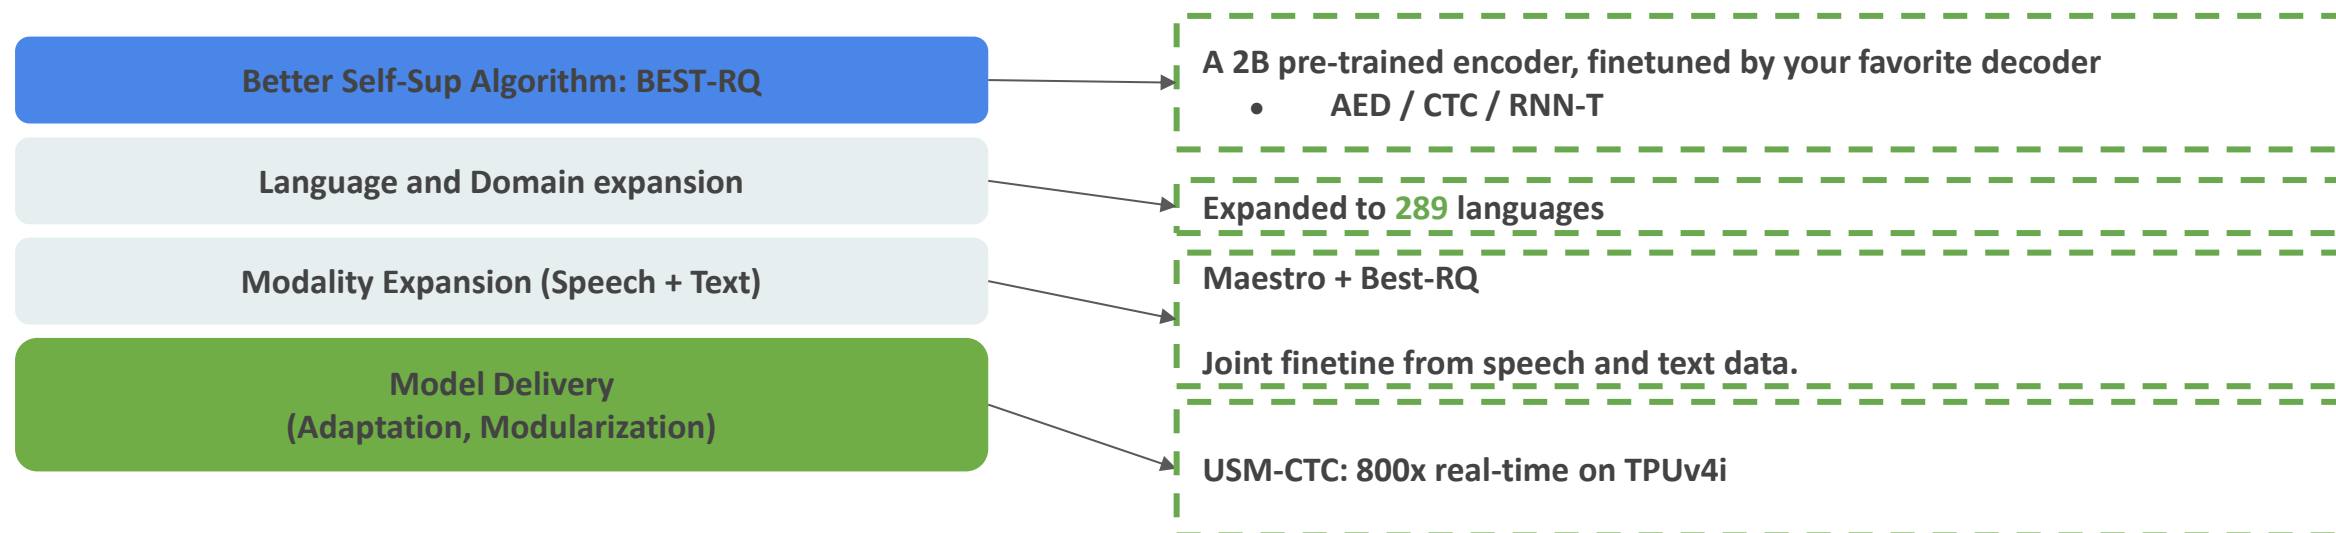 Better Self-Sup Algorithm: BEST-RQ
Language and Domain expansion
Modality Expansion (Speech + Text)
Model Delivery
(Adaptation, Modularization)
A 2B pre-trained encoder, finetuned by your favorite decoder
● AED / CTC / RNN-T
Expanded to 289 languages
Maestro + Best-RQ
Joint finetine from speech and text data.
USM-CTC: 800x real-time on TPUv4i